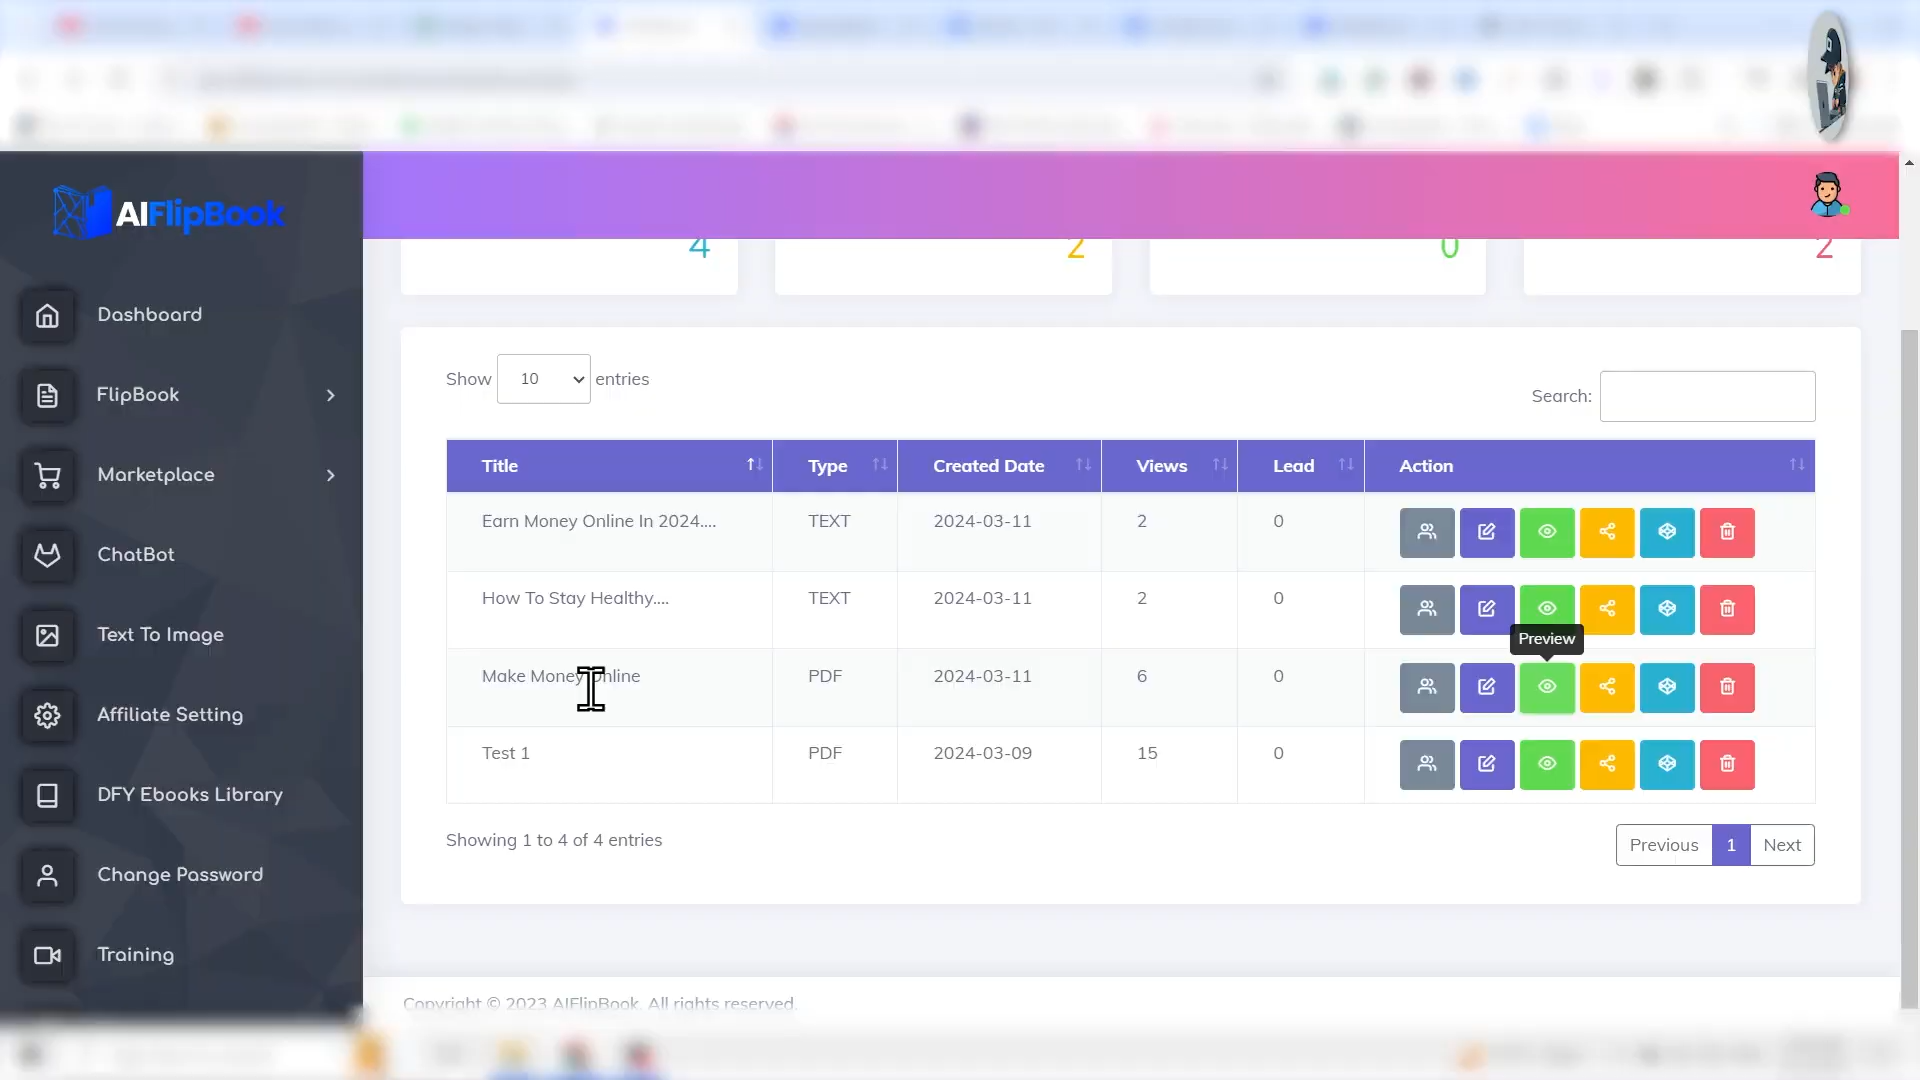 AIFlipBook
Dashboard
FlipBook
Marketplace
ChatBot
Text To Image
Affiliate Setting
DFY Ebooks Library
Change Password
Training
4 2 0 2
Show 10 entries
Search:
Title Type Created Date Views Lead Action
Earn Money Online In 2024.... TEXT 2024-03-11 2 0
How To Stay Healthy.... TEXT 2024-03-11 2 0
Preview
Make Money Online PDF 2024-03-11 6 0
Test 1 PDF 2024-03-09 15 0
Showing 1 to 4 of 4 entries
Previous 1 Next
Copyright © 2023 AIFlipBook. All rights reserved.